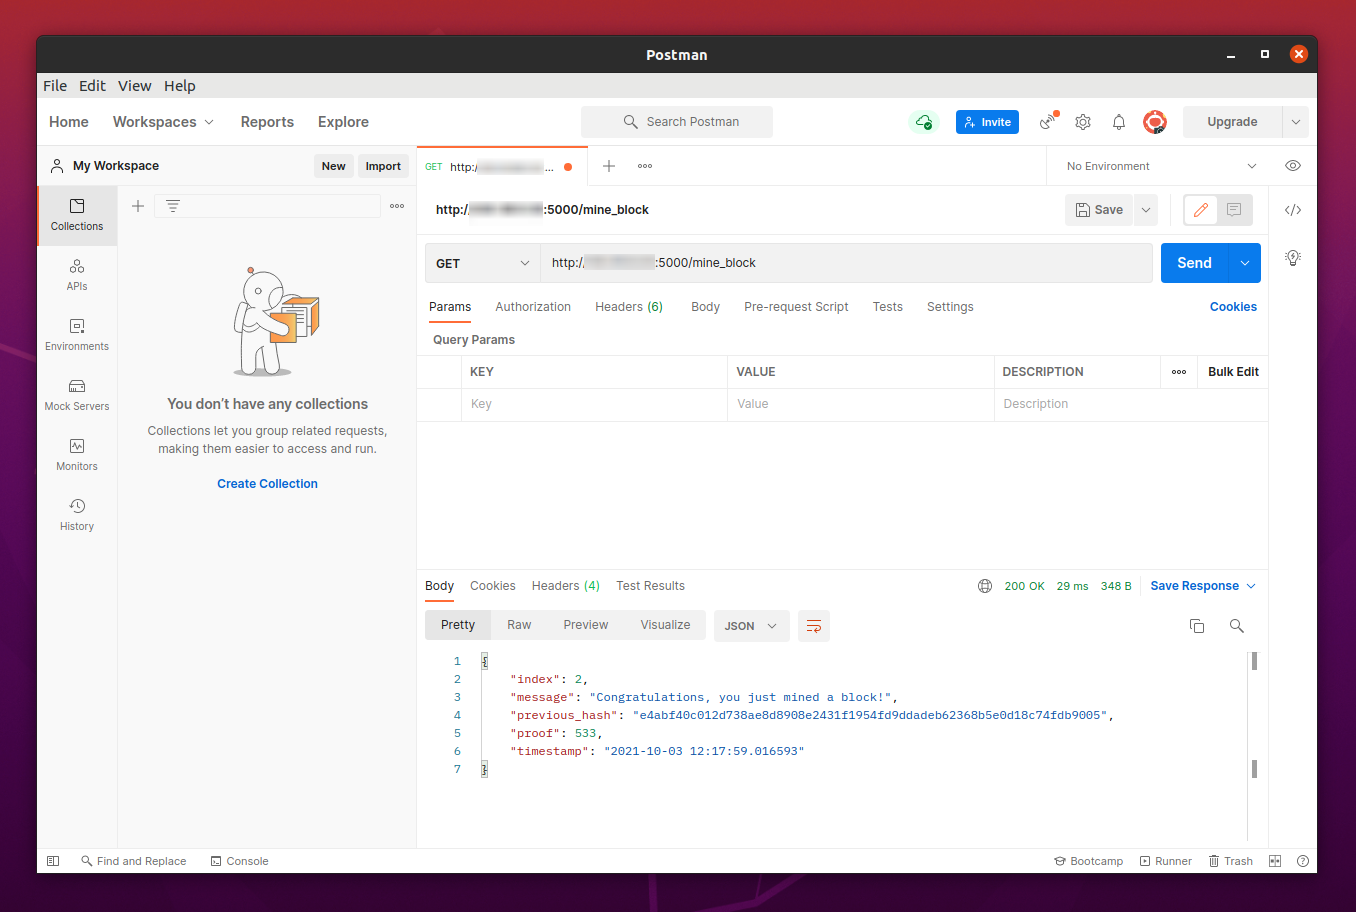 Postman
File Edit View Help
Home Workspaces Reports Explore Search Postman Invite Upgrade
My Workspace New Import GET http:/ ... No Environment
Collections
APIs
Environments
Mock Servers
Monitors
History
You don’t have any collections
Collections let you group related requests,
making them easier to access and run.
Create Collection
http:/ :5000/mine_block Save
GET http:/ :5000/mine_block Send
Params Authorization Headers (6) Body Pre-request Script Tests Settings Cookies
Query Params
KEY VALUE DESCRIPTION Bulk Edit
Key Value Description
Body Cookies Headers (4) Test Results 200 OK 29 ms 348 B Save Response
Pretty Raw Preview Visualize JSON
1 {
2 "index": 2,
3 "message": "Congratulations, you just mined a block!",
4 "previous_hash": "e4abf40c012d738ae8d8908e2431f1954fd9ddadeb62368b5e0d18c74fdb9005",
5 "proof": 533,
6 "timestamp": "2021-10-03 12:17:59.016593"
7 }
Find and Replace Console Bootcamp Runner Trash